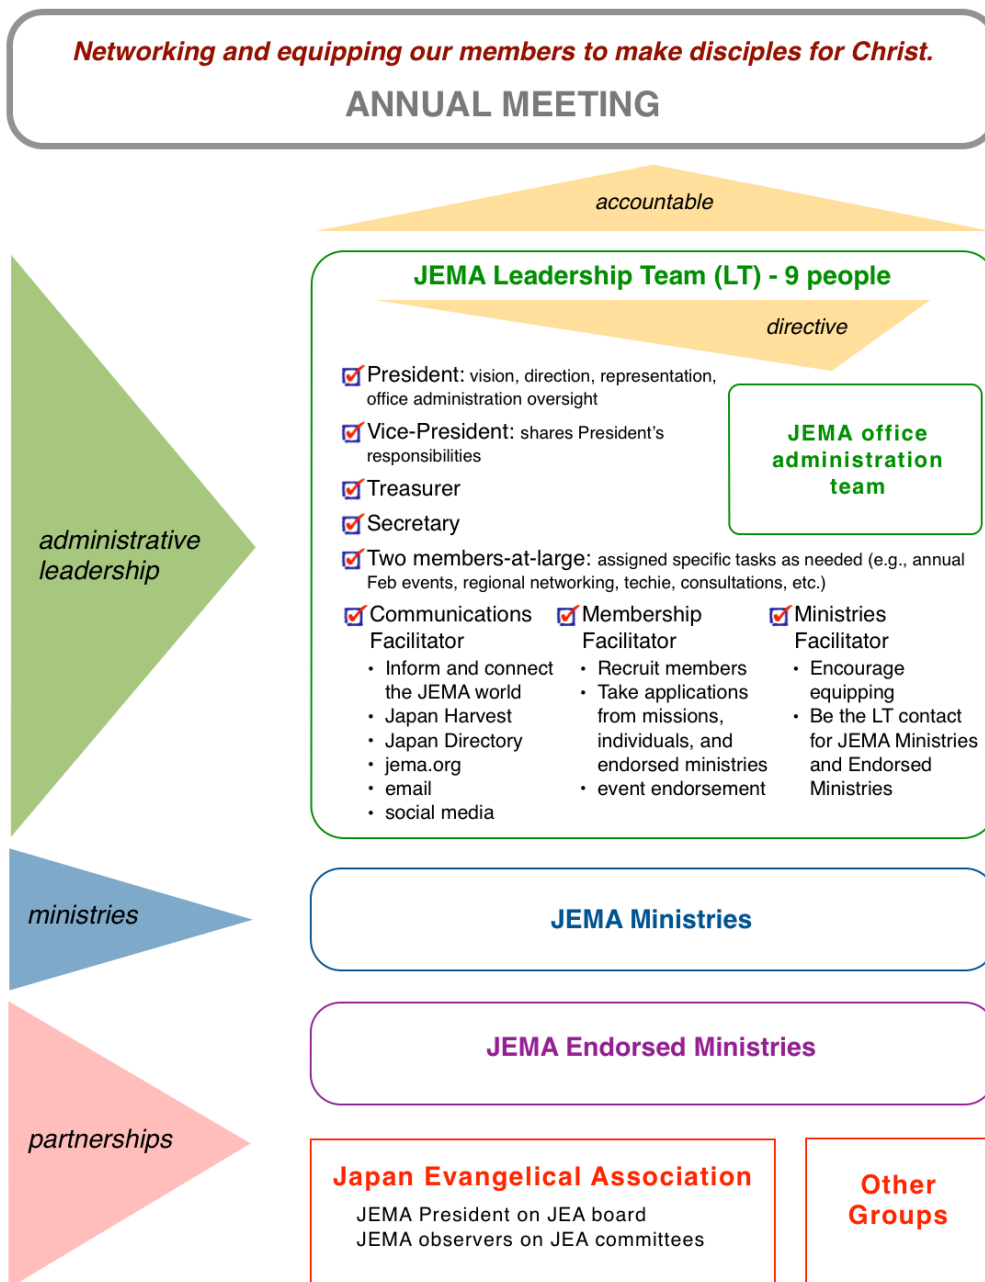 Networking and equipping our members to make disciples for Christ.
ANNUAL MEETING
accountable
JEMA Leadership Team (LT) - 9 people
directive
President: vision, direction, representation,
office administration oversight
Vice-President: shares President's
responsibilities
Treasurer
Secretary
JEMA office
administration
team
Two members-at-large: assigned specific tasks as needed (e.g., annual
Feb events, regional networking, techie, consultations, etc.)
Communications
Facilitator
• Inform and connect
the JEMA world
• Japan Harvest
• Japan Directory
• jema.org
• email
• social media
Membership
Facilitator
• Recruit members
• Take applications
from missions,
individuals, and
endorsed ministries
• event endorsement
Ministries
Facilitator
• Encourage
equipping
• Be the LT contact
for JEMA Ministries
and Endorsed
Ministries
administrative
leadership
ministries
JEMA Ministries
JEMA Endorsed Ministries
partnerships
Japan Evangelical Association
JEMA President on JEA board
JEMA observers on JEA committees
Other
Groups